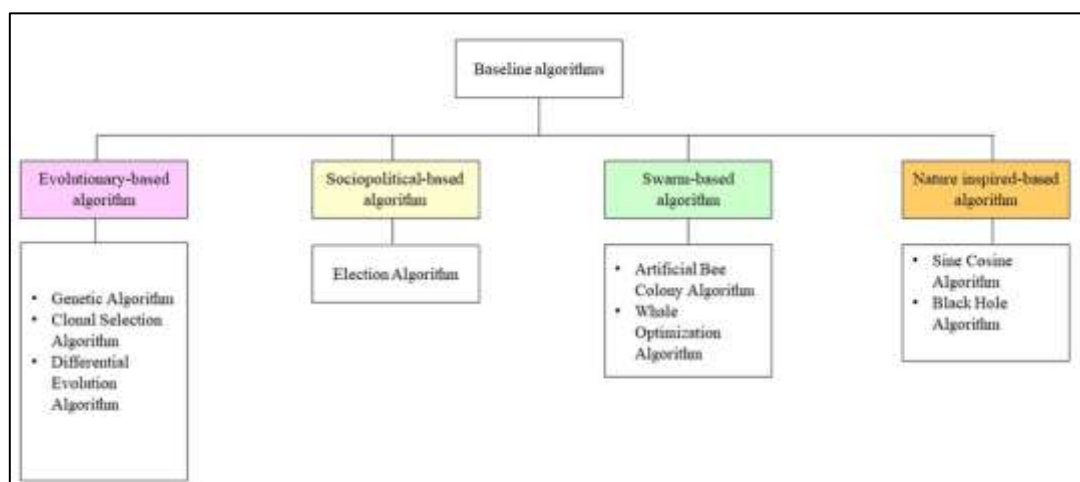 Baseline algorithms
Evolutionary-based
algorithm
Sociopolitical-based
algorithm
Swarm-based
algorithm
Nature inspired-based
algorithm
• Genetic Algorithm
• Clonal Selection
Algorithm
• Differential
Evolution
Algorithm
Election Algorithm
• Artificial Bee
Colony Algorithm
• Whale
Optimization
Algorithm
• Sine Cosine
Algorithm
• Black Hole
Algorithm